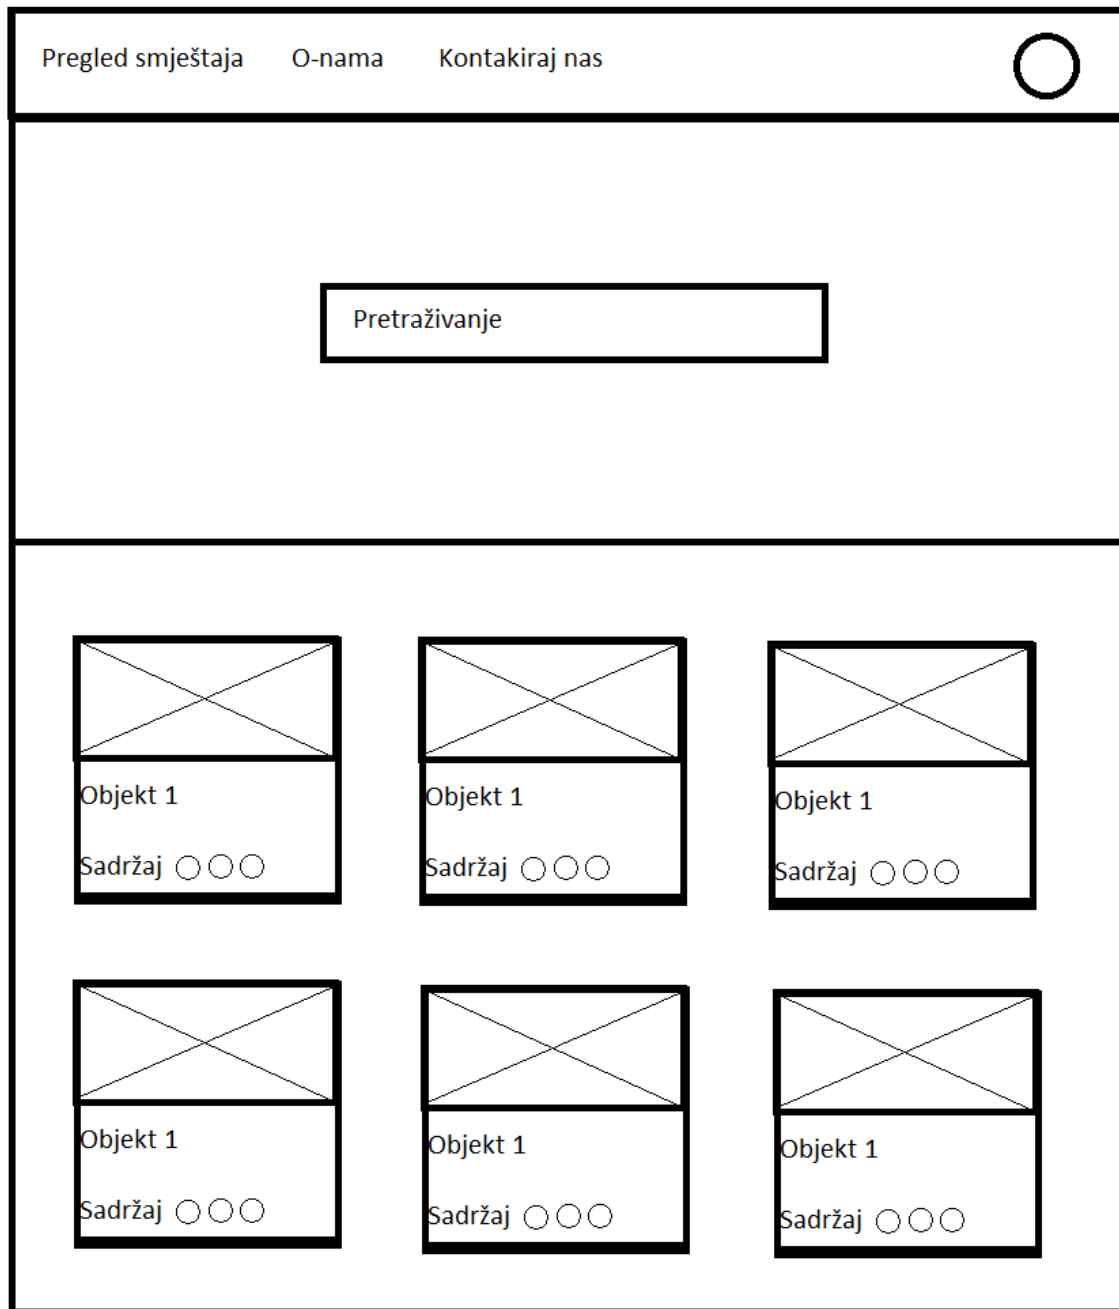 Pregled smještaja O-nama Kontakiraj nas
Pretraživanje
Objekt 1 Objekt 1 Objekt 1
Sadržaj Sadržaj Sadržaj
Objekt 1 Objekt 1 Objekt 1
Sadržaj Sadržaj Sadržaj